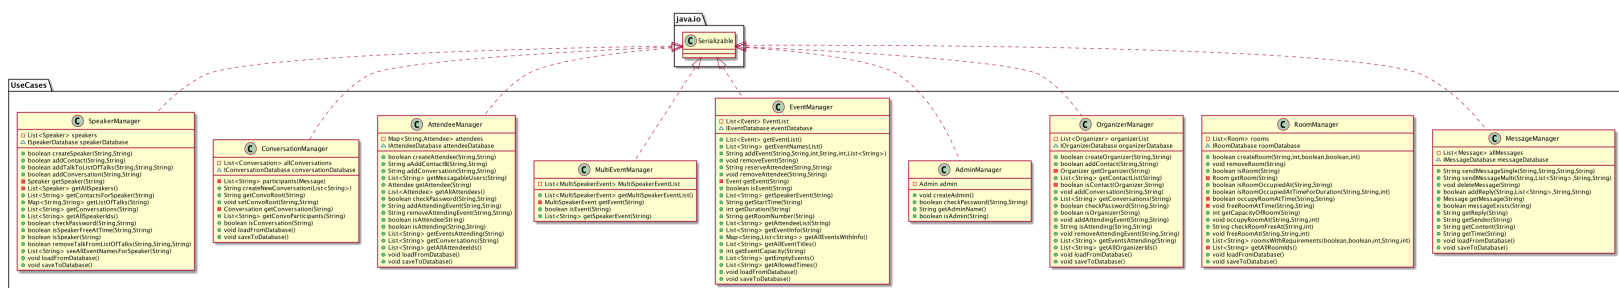 java.io
C Serializable
UseCases
C SpeakerManager
List<Speaker> speakers
ISpeakerDatabase speakerDatabase
boolean createSpeaker(String,String)
boolean addContact(String,String)
boolean addTalkToListOfTalks(String,String,String)
boolean addConversation(String,String)
Speaker getSpeaker(String)
List<Speaker> getAllSpeakers()
List<String> getContactsForSpeaker(String)
Map<String,String> getListOfTalks(String)
List<String> getConversations(String)
List<String> getAllSpeakerIds()
boolean checkPassword(String,String)
boolean isSpeakerFreeAtTime(String,String)
boolean isSpeaker(String)
boolean removeTalkFromListOfTalks(String,String,String)
List<String> seeAllEventNamesForSpeaker(String)
void loadFromDatabase()
void saveToDatabase()
C ConversationManager
List<Conversation> allConversations
IConversationDatabase conversationDatabase
List<String> participants(Message)
String createNewConversation(List<String>)
String getConvoRoot(String)
void setConvoRoot(String,String)
Conversation getConversation(String)
List<String> getConvoParticipants(String)
boolean isConversation(String)
void loadFromDatabase()
void saveToDatabase()
C AttendeeManager
Map<String,Attendee> attendees
IAttendeeDatabase attendeeDatabase
boolean createAttendee(String,String)
String aAddContactB(String,String)
String addConversation(String,String)
List<String> getMessagableUsers(String)
Attendee getAttendee(String)
List<Attendee> getAllAttendees()
boolean checkPassword(String,String)
String addAttendingEvent(String,String)
String removeAttendingEvent(String,String)
boolean isAttendee(String)
boolean isAttending(String,String)
List<String> getEventsAttending(String)
List<String> getConversations(String)
List<String> getAllAttendeeIds()
void loadFromDatabase()
void saveToDatabase()
C MultiEventManager
List<MultiSpeakerEvent> MultiSpeakerEventList
List<MultiSpeakerEvent> getMultiSpeakerEventList()
MultiSpeakerEvent getEvent(String)
boolean isEvent(String)
List<String> getSpeakerEvent(String)
C EventManager
List<Event> EventList
IEventDatabase eventDatabase
List<Event> getEventList()
List<String> getEventNamesList()
String addEvent(String,String,int,String,int,List<String>)
void removeEvent(String)
String reserveAttendee(String,String)
void removeAttendee(String,String)
Event getEvent(String)
boolean isEvent(String)
List<String> getSpeakerEvent(String)
String getStartTime(String)
int getDuration(String)
String getRoomNumber(String)
List<String> getAttendeeList(String)
List<String> getEventInfo(String)
Map<String,List<String>> getAllEventsWithInfo()
List<String> getAllEventTitles()
int getEventCapacity(String)
List<String> getEmptyEvents()
List<String> getAllowedTimes()
void loadFromDatabase()
void saveToDatabase()
C AdminManager
Admin admin
void createAdmin()
boolean checkPassword(String,String)
String getAdminName()
boolean isAdmin(String)
C OrganizerManager
List<Organizer> organizerList
IOrganizerDatabase organizerDatabase
boolean createOrganizer(String,String)
boolean addContact(String,String)
Organizer getOrganizer(String)
List<String> getContactList(String)
boolean isContact(Organizer,String)
void addConversation(String,String)
List<String> getConversations(String)
boolean checkPassword(String,String)
boolean isOrganizer(String)
void addAttendingEvent(String,String)
String isAttending(String,String)
void removeAttendingEvent(String,String)
List<String> getEventsAttending(String)
List<String> getAllOrganizerIds()
void loadFromDatabase()
void saveToDatabase()
C RoomManager
List<Room> rooms
IRoomDatabase roomDatabase
boolean createRoom(String,int,boolean,boolean,int)
void removeRoom(String)
boolean isRoom(String)
Room getRoom(String)
boolean isRoomOccupiedAt(String,String)
boolean isRoomOccupiedAtTimeForDuration(String,String,int)
boolean occupyRoomAtTime(String,String)
void freeRoomAtTime(String,String)
int getCapacityOfRoom(String)
String checkRoomFreeAt(String,int)
void occupyRoomAt(String,String,int)
void freeRoomAt(String,String,int)
List<String> roomsWithRequirements(boolean,boolean,int,String,int)
List<String> getAllRoomIds()
void loadFromDatabase()
void saveToDatabase()
C MessageManager
List<Message> allMessages
IMessageDatabase messageDatabase
String sendMessageSingle(String,String,String,String)
String sendMessageMulti(String,List<String>,String,String)
void deleteMessage(String)
boolean addReply(String,List<String>,String,String)
Message getMessage(String)
boolean messageExists(String)
String getReply(String)
String getSender(String)
String getContent(String)
String getTime(String)
void loadFromDatabase()
void saveToDatabase()